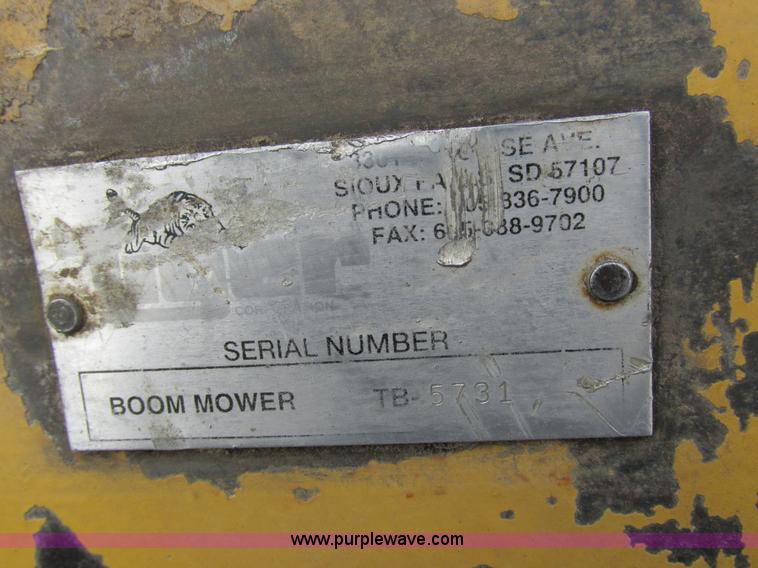 SE AVE.
SIOUX SD 57107
PHONE: 336-7900
FAX: -9702
CORPORATION
SERIAL NUMBER
BOOM MOWER TB-5731
www.purplewave.com